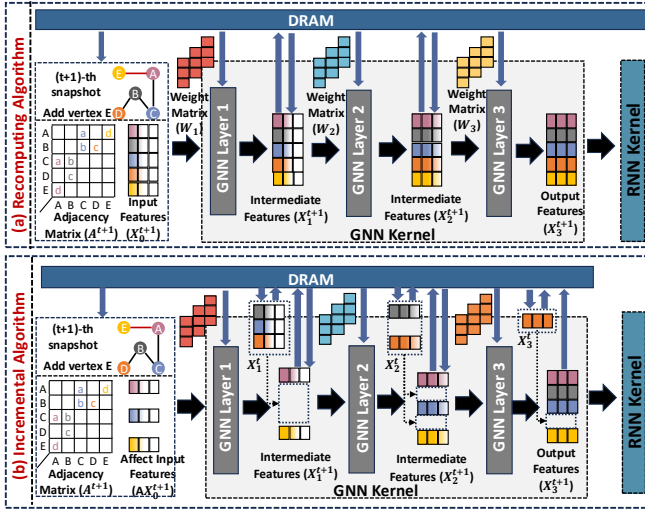 (a) Recomputing Algorithm
DRAM
(t+1)-th
snapshot
Add vertex E
E A
B
D C
A a d
B b c
C a b
D c
E d
A B C D E
Adjacency
Matrix (A^{t+1})
Input
Features
(X_0^{t+1})
Weight
Matrix
(W_1)
GNN Layer 1
Intermediate
Features (X_1^{t+1})
Weight
Matrix
(W_2)
GNN Layer 2
Intermediate
Features (X_2^{t+1})
Weight
Matrix
(W_3)
GNN Layer 3
Output
Features
(X_3^{t+1})
GNN Kernel
RNN Kernel
(b) Incremental Algorithm
DRAM
(t+1)-th
snapshot
Add vertex E
E A
B
D C
A a d
B b c
C a b
D c
E d
A B C D E
Adjacency
Matrix (A^{t+1})
Affect Input
Features
(AX_0^{t+1})
GNN Layer 1
X_1^t
Intermediate
Features (X_1^{t+1})
GNN Layer 2
X_2^t
Intermediate
Features (X_2^{t+1})
GNN Layer 3
X_3^t
Output
Features
(X_3^{t+1})
GNN Kernel
RNN Kernel